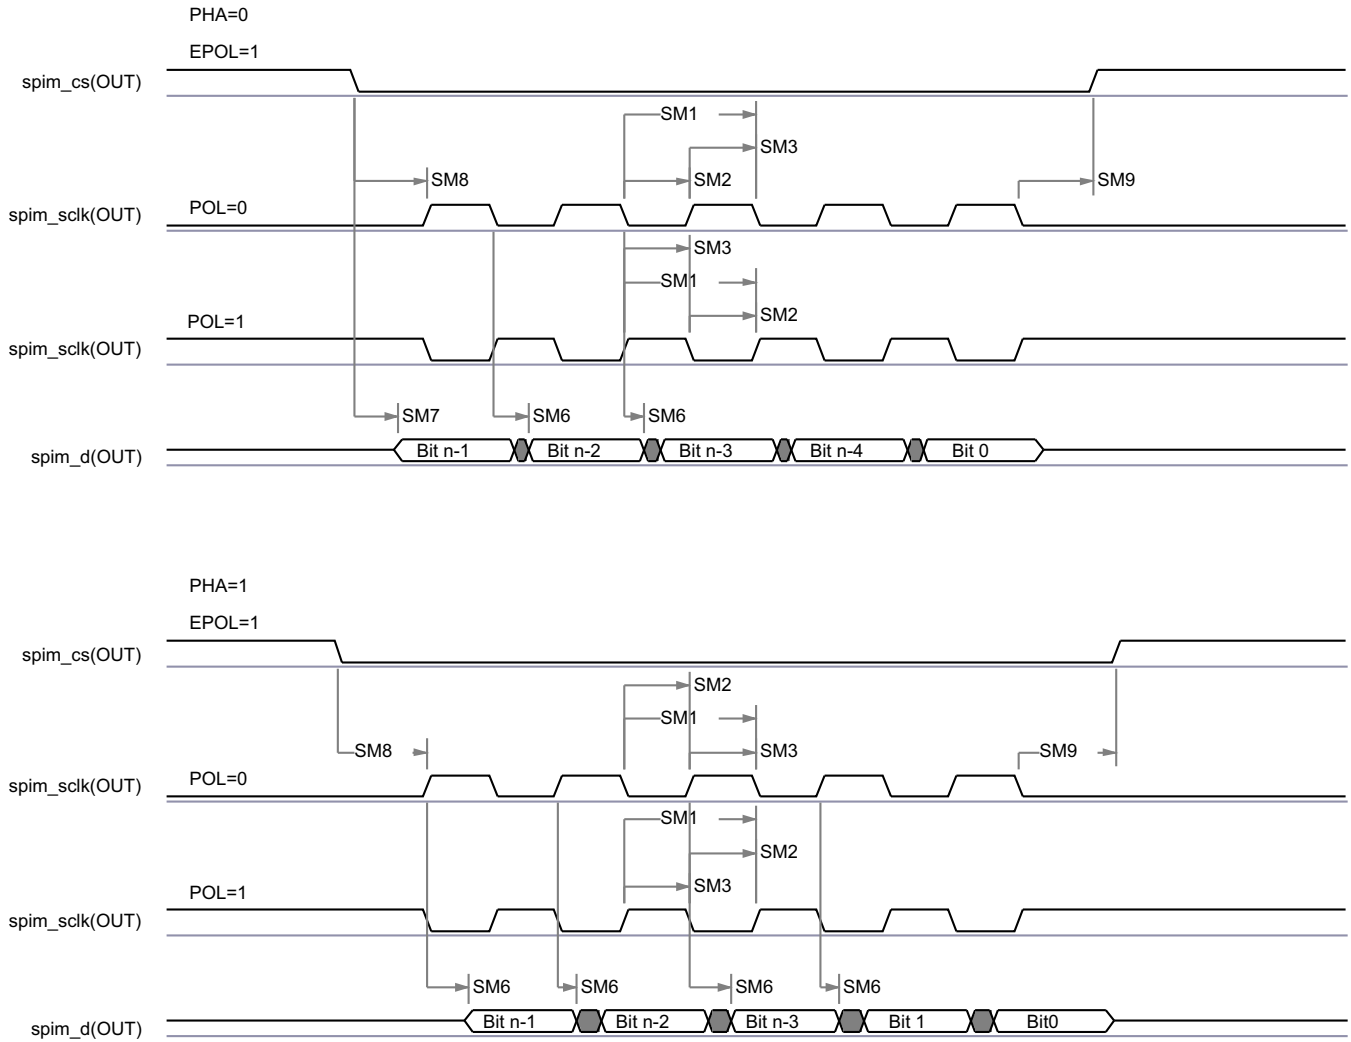 PHA=0
EPOL=1
spim_cs(OUT)
SM1
SM3
SM8 SM2 SM9
spim_sclk(OUT) POL=0
SM3
SM1
SM2
POL=1
spim_sclk(OUT)
SM7 SM6 SM6
spim_d(OUT) Bit n-1 Bit n-2 Bit n-3 Bit n-4 Bit 0
PHA=1
EPOL=1
spim_cs(OUT)
SM2
SM1
SM8 SM3 SM9
spim_sclk(OUT) POL=0
SM1
SM2
SM3
POL=1
spim_sclk(OUT)
SM6 SM6 SM6 SM6
spim_d(OUT) Bit n-1 Bit n-2 Bit n-3 Bit 1 Bit0